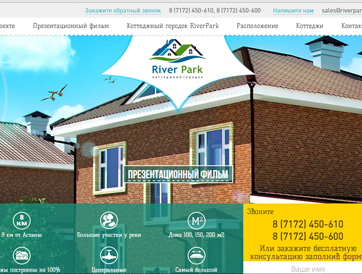 Закажите обратный звонок 8 (7172) 450-610, 8 (7172) 450-600 Напишите нам sales@riverpar
оекте Презентационный фильм Коттеджный городок RiverPark Расположение Коттеджи Контак
River Park
коттеджный городок
ПРЕЗЕНТАЦИОННЫЙ ФИЛЬМ
8 КМ
М²
8 км от Астаны
Большие участки у реки
Дома 100, 150, 200 м2
Звоните
8 (7172) 450-610
8 (7172) 450-600
Или закажите бесплатную
консультацию заполнив форм
Ваше имя
мы построены на 100%
Центральные
Самый большой